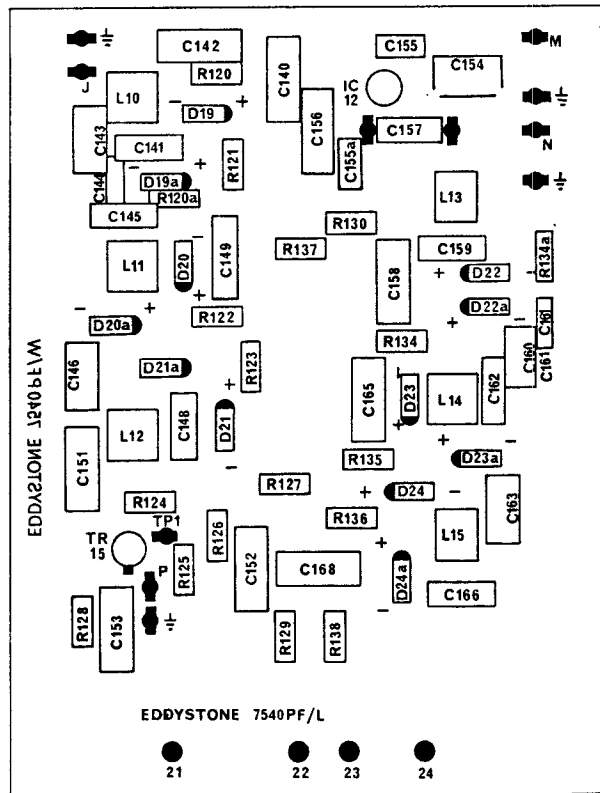 C142
C155
M
R120
C140
IC
12
C154
J
L10
D19
C156
C157
N
C143
C141
R121
C155a
D19a
C144
R120a
L13
C145
R130
C149
R137
C159
R134a
L11
D20
C158
D22
D22a
R122
D20a
C161
R134
C160
C146
D21a
R123
C161
C165
D23
L14
C162
EDDYSTONE 7540PF/W
L12
C148
D21
C151
R135
D23a
R127
D24
R124
C163
TP1
R126
R136
L15
TR
15
C152
C168
R125
D24a
P
C166
R128
C153
R129
R138
EDDYSTONE 7540PF/L
21
22
23
24